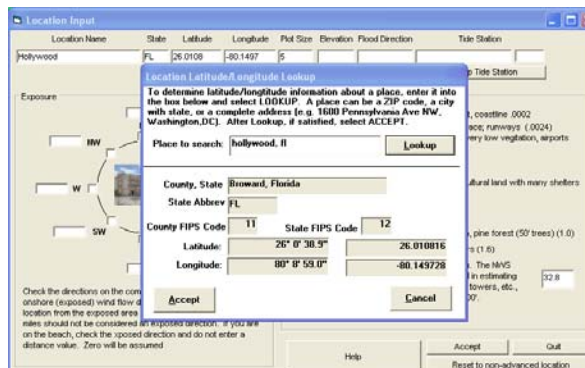 Location Input
Location Name State Latitude Longitude Plot Size Elevation Flood Direction Tide Station
Hollywood FL 26.0108 -80.1497 5
p Tide Station
Exposure
Location Latitude/Longitude Lookup
To determine latitude/longtitude information about a place, enter it into
the box below and select LOOKUP. A place can be a ZIP code, a city
with state, or a complete address (e.g. 1600 Pennsylvania Ave NW,
Washington,DC). After Lookup, if satisfied, select ACCEPT.
Place to search: hollywood, fl Lookup
County, State Broward, Florida
State Abbrev FL
County FIPS Code 11 State FIPS Code 12
Latitude: 26° 0' 38.9" 26.010816
Longitude: 80° 8' 59.0" -80.149728
Accept Cancel
NW
W
SW
t, coastline .0002
ace; runways (.0024)
very low vegitation, airports
ultural land with many shelters
, pine forest (50' trees) (1.0)
rs (1.6)
n. The NWS
l in estimating
towers, etc.,
00'.
32.8
Check the directions on the com
onshore (exposed) wind flow d
location from the exposed area
miles should not be considered an exposed direction. If you are
on the beach, check the xposed direction and do not enter a
distance value. Zero will be assumed
Help Accept Quit
Reset to non-advanced location